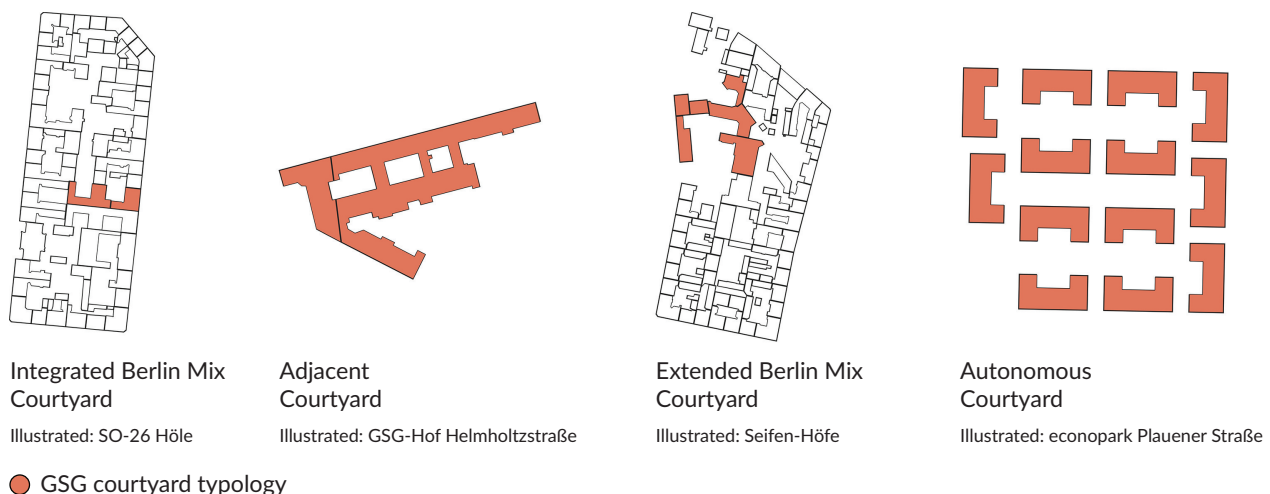 Integrated Berlin Mix
Courtyard
Illustrated: SO-26 Höle
Adjacent
Courtyard
Illustrated: GSG-Hof Helmholtzstraße
Extended Berlin Mix
Courtyard
Illustrated: Seifen-Höfe
Autonomous
Courtyard
Illustrated: econopark Plauener Straße
GSG courtyard typology